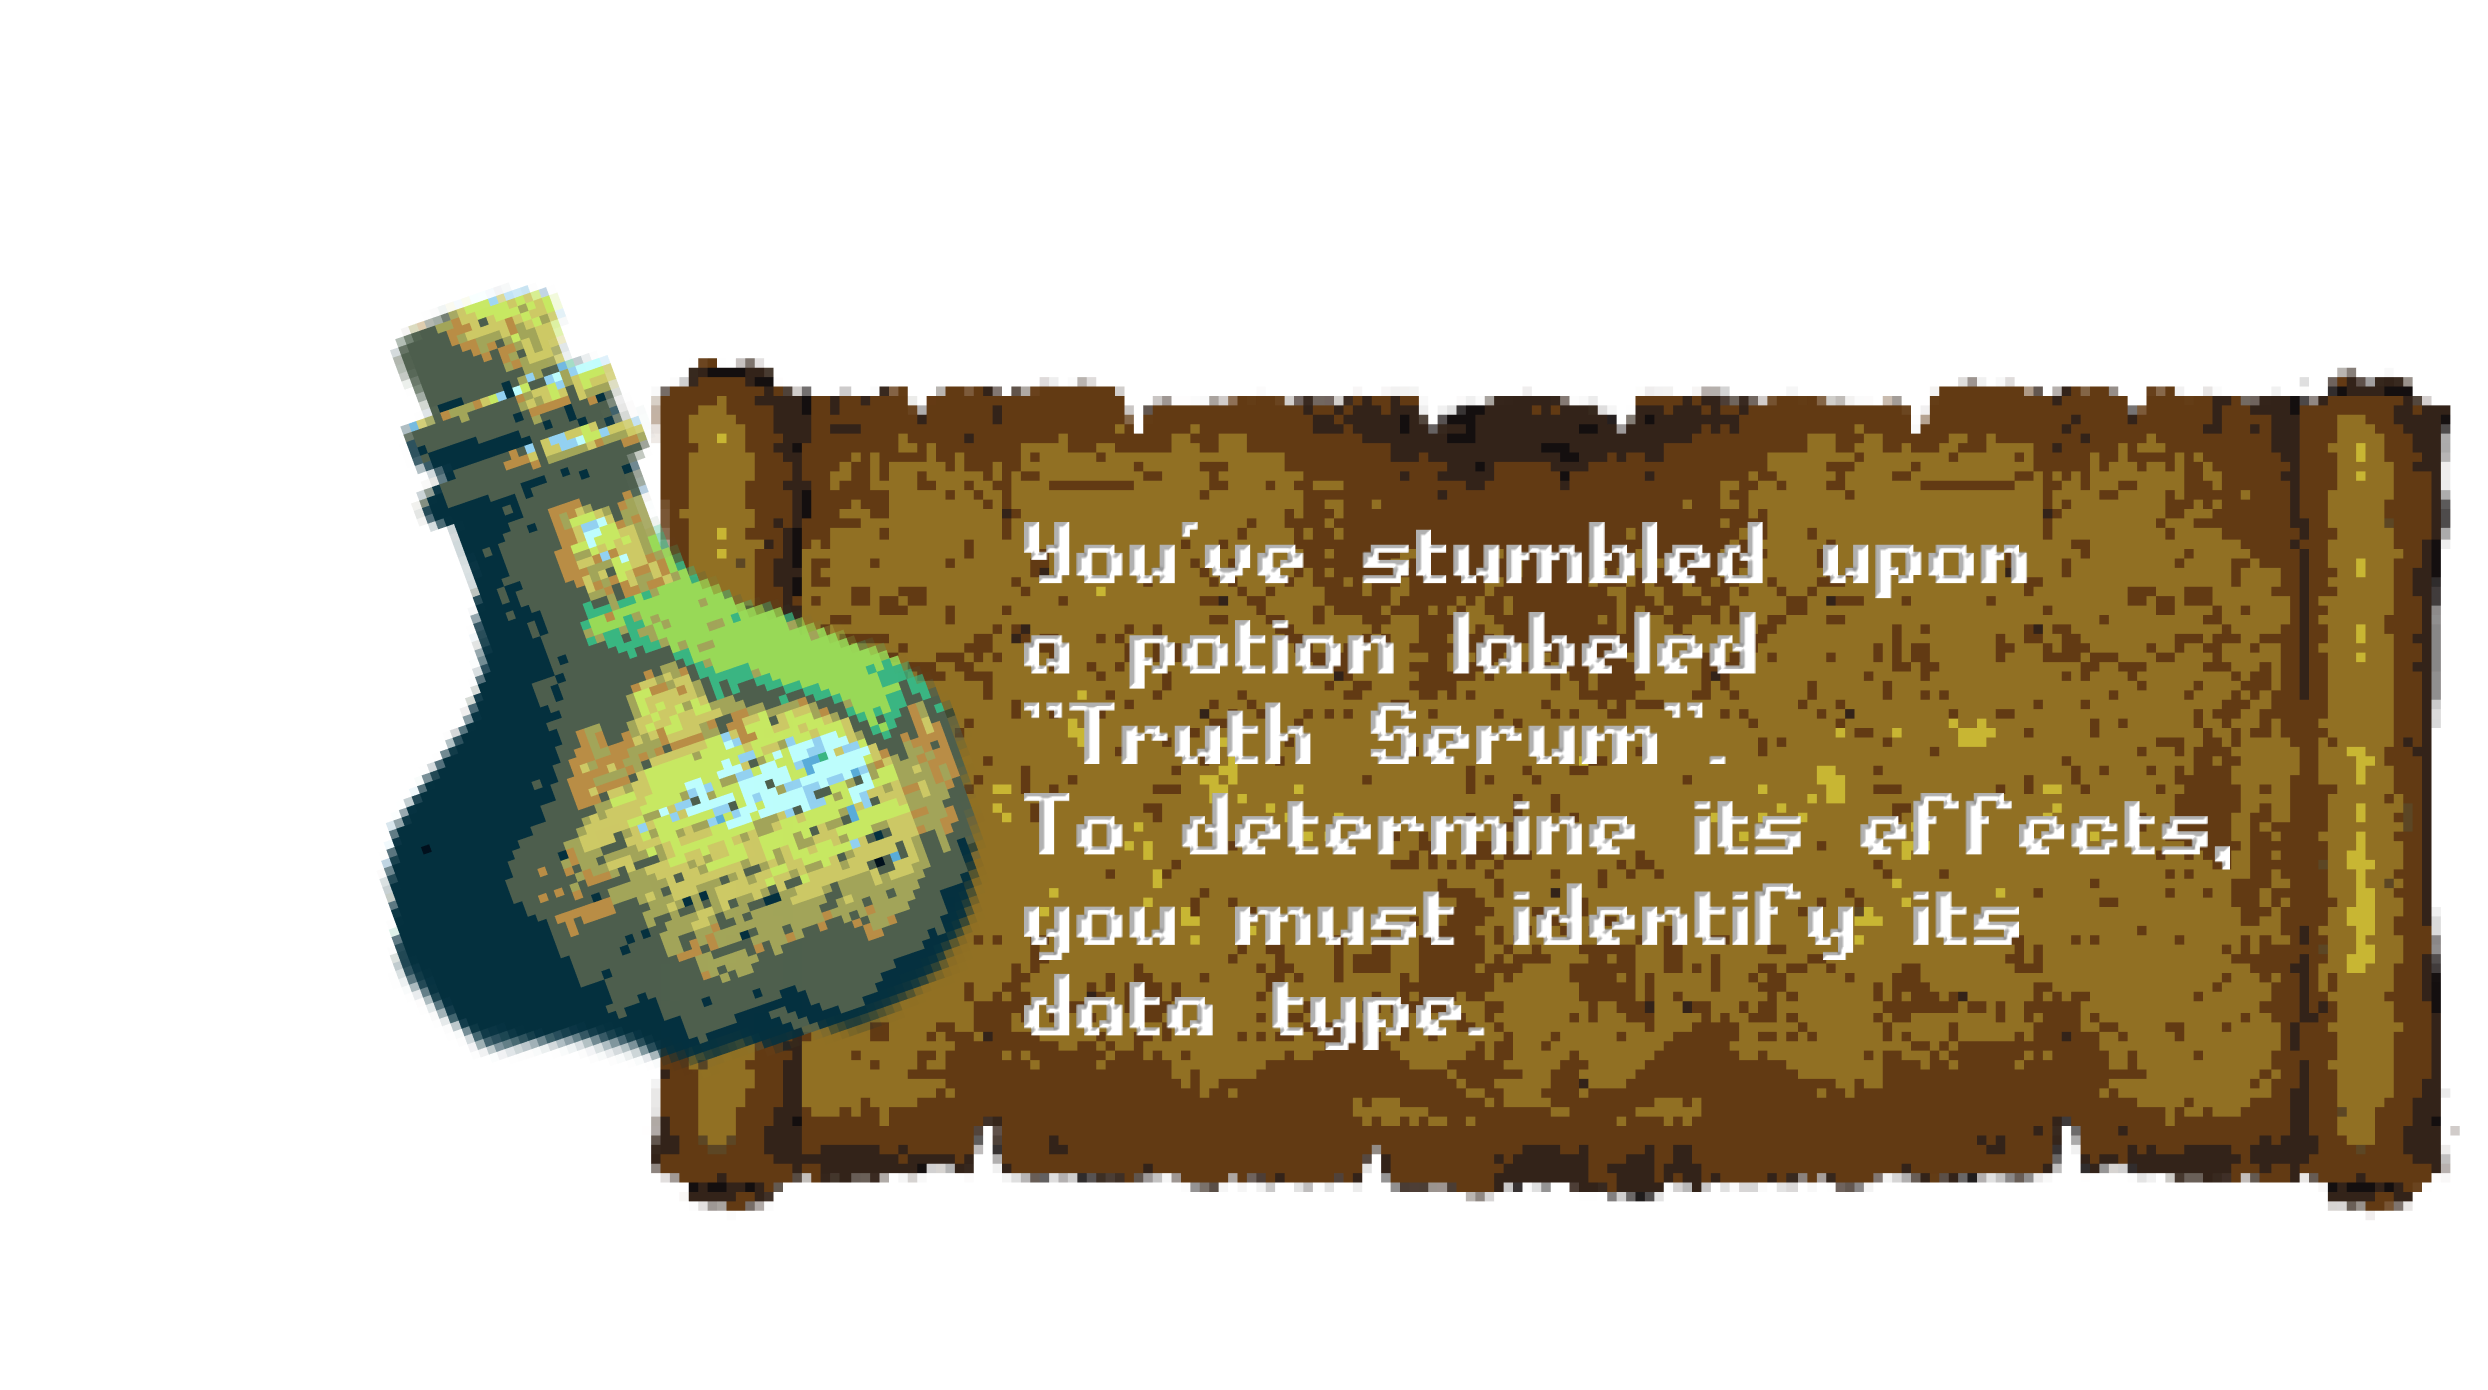 You've stumbled upon
a potion labeled
"Truth Serum".
To determine its effects,
you must identify its
data type.